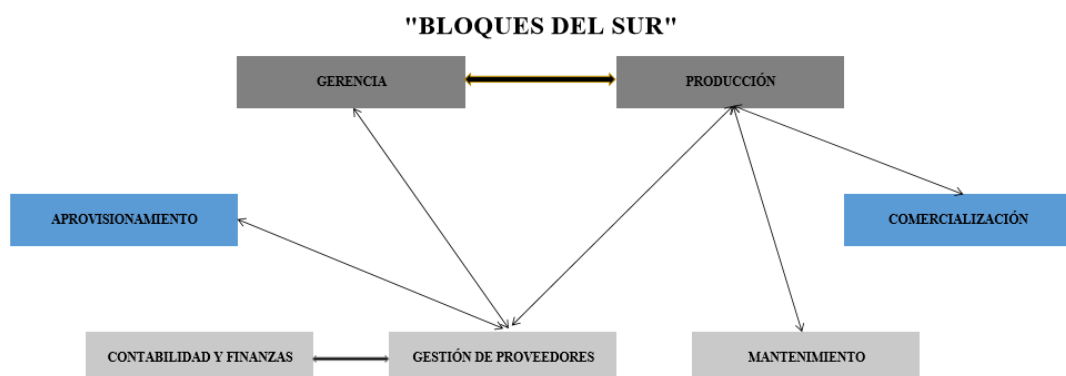 "BLOQUES DEL SUR"
GERENCIA
PRODUCCIÓN
APROVISIONAMIENTO
COMERCIALIZACIÓN
CONTABILIDAD Y FINANZAS
GESTIÓN DE PROVEEDORES
MANTENIMIENTO